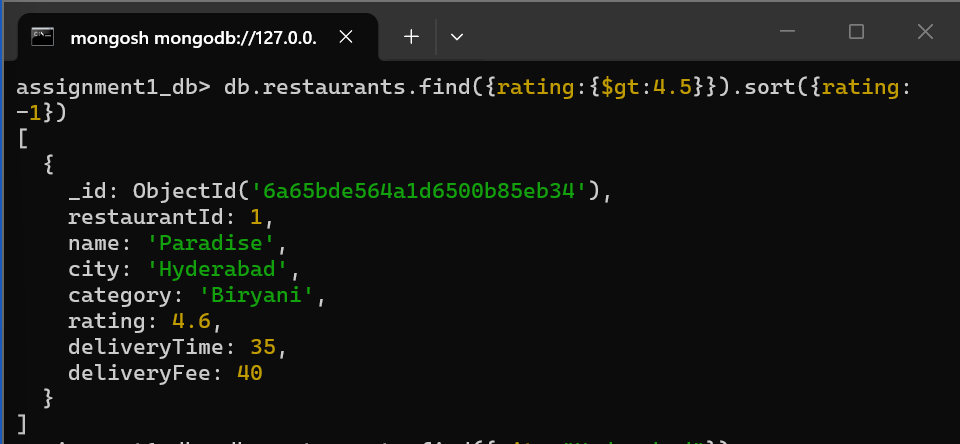 mongosh mongodb://127.0.0.
assignment1_db> db.restaurants.find({rating:{$gt:4.5}}).sort({rating:
-1})
[
  {
    _id: ObjectId('6a65bde564a1d6500b85eb34'),
    restaurantId: 1,
    name: 'Paradise',
    city: 'Hyderabad',
    category: 'Biryani',
    rating: 4.6,
    deliveryTime: 35,
    deliveryFee: 40
  }
]